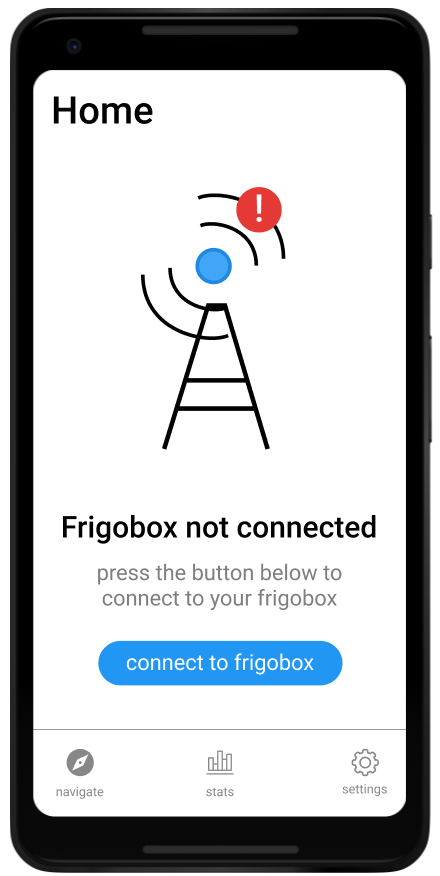 Home
!
Frigobox not connected
press the button below to
connect to your frigobox
connect to frigobox
navigate
stats
settings